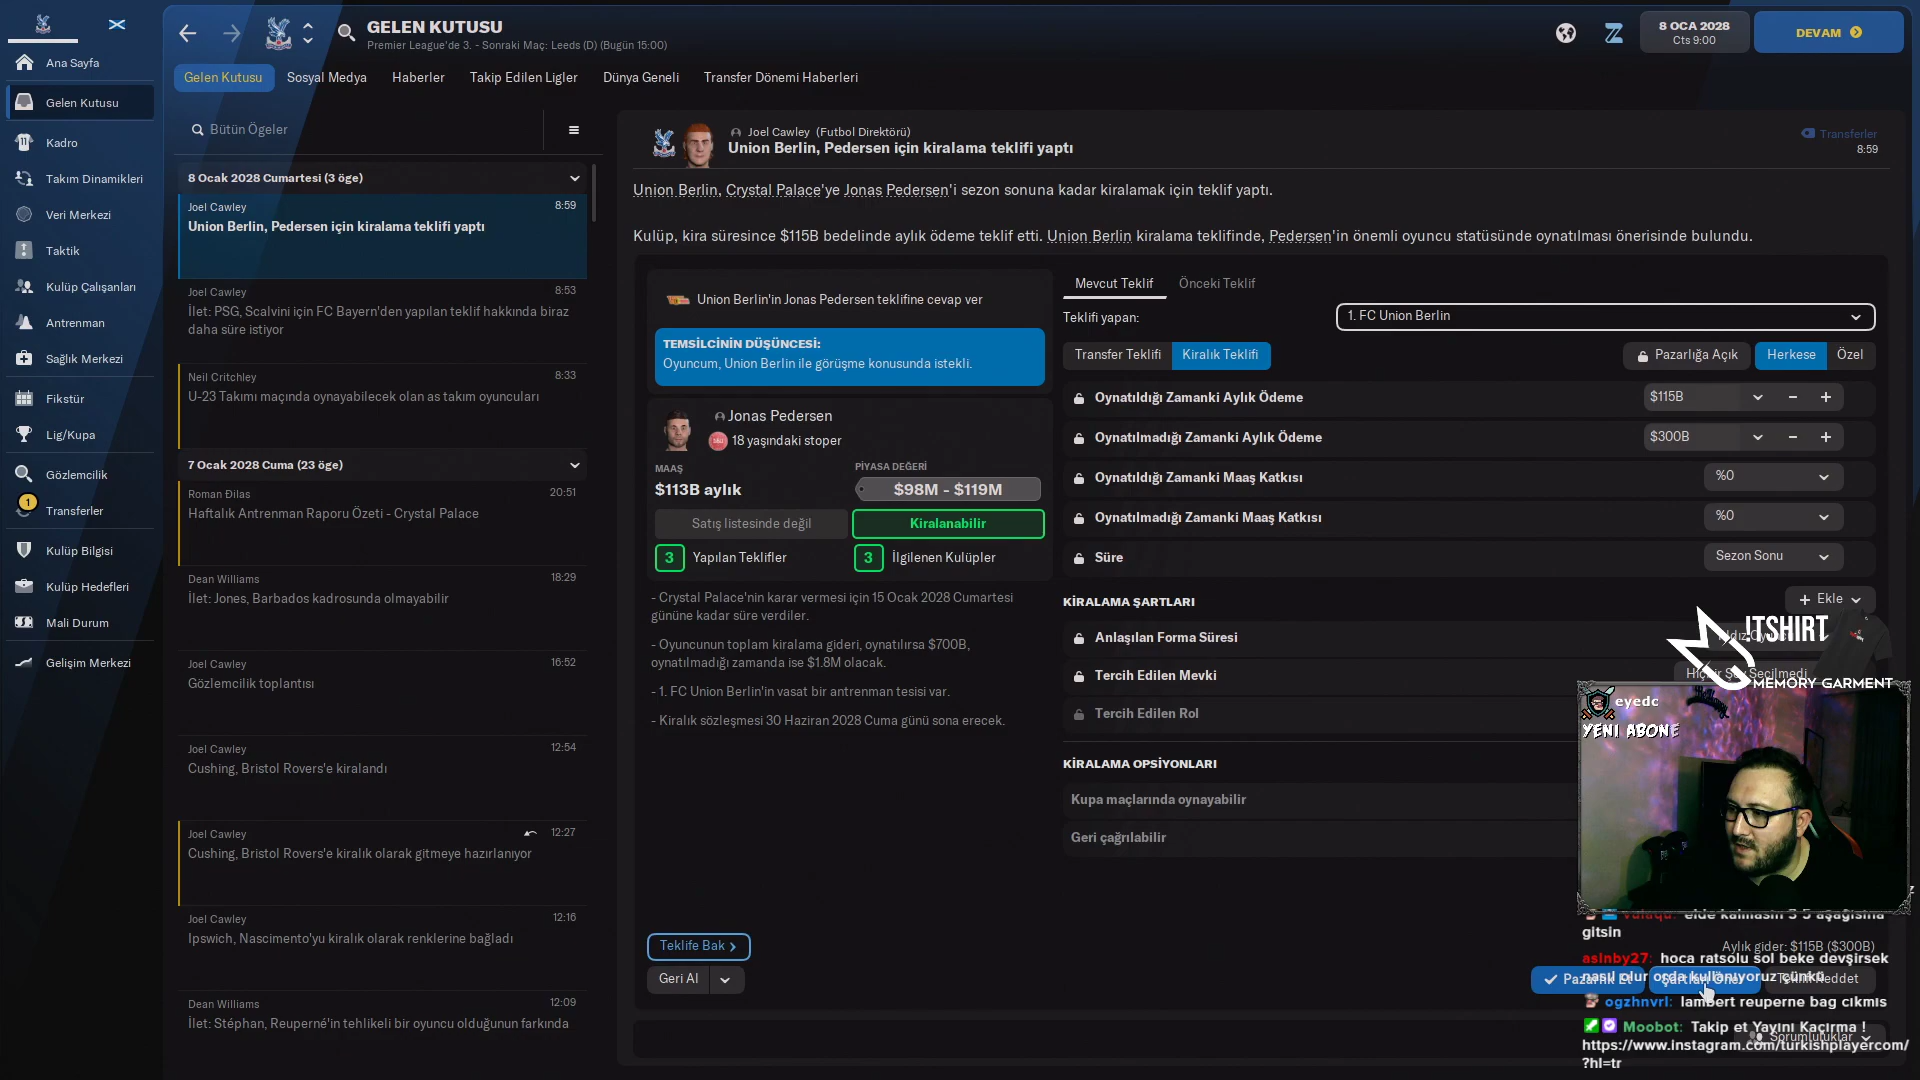 GELEN KUTUSU
Premier League'de 3. - Sonraki Maç: Leeds (D) (Bugün 15:00)
8 OCA 2028
Cts 9:00
DEVAM
Ana Sayfa
Gelen Kutusu
Kadro
Takım Dinamikleri
Veri Merkezi
Taktik
Kulüp Çalışanları
Antrenman
Sağlık Merkezi
Fikstür
Lig/Kupa
Gözlemcilik
1
Transferler
Kulüp Bilgisi
Kulüp Hedefleri
Mali Durum
Gelişim Merkezi
Gelen Kutusu
Sosyal Medya
Haberler
Takip Edilen Ligler
Dünya Geneli
Transfer Dönemi Haberleri
Bütün Ögeler
8 Ocak 2028 Cumartesi (3 öge)
Joel Cawley 8:59
Union Berlin, Pedersen için kiralama teklifi yaptı
Joel Cawley 8:53
İlet: PSG, Scalvini için FC Bayern'den yapılan teklif hakkında biraz
daha süre istiyor
Neil Critchley 8:33
U-23 Takımı maçında oynayabilecek olan as takım oyuncuları
7 Ocak 2028 Cuma (23 öge)
Roman Đilas 20:51
Haftalık Antrenman Raporu Özeti - Crystal Palace
Dean Williams 18:29
İlet: Jones, Barbados kadrosunda olmayabilir
Joel Cawley 16:52
Gözlemcilik toplantısı
Joel Cawley 12:54
Cushing, Bristol Rovers'e kiralandı
Joel Cawley 12:27
Cushing, Bristol Rovers'e kiralık olarak gitmeye hazırlanıyor
Joel Cawley 12:16
Ipswich, Nascimento'yu kiralık olarak renklerine bağladı
Dean Williams 12:09
İlet: Stéphan, Reuperné'in tehlikeli bir oyuncu olduğunun farkında
Joel Cawley (Futbol Direktörü)
Union Berlin, Pedersen için kiralama teklifi yaptı
Transferler
8:59
Union Berlin, Crystal Palace'ye Jonas Pedersen'i sezon sonuna kadar kiralamak için teklif yaptı.
Kulüp, kira süresince $115B bedelinde aylık ödeme teklif etti. Union Berlin kiralama teklifinde, Pedersen'in önemli oyuncu statüsünde oynatılması önerisinde bulundu.
Union Berlin'in Jonas Pedersen teklifine cevap ver
TEMSİLCİNİN DÜŞÜNCESİ:
Oyuncum, Union Berlin ile görüşme konusunda istekli.
Jonas Pedersen
18 yaşındaki stoper
MAAŞ
$113B aylık
PİYASA DEĞERİ
$98M - $119M
Satış listesinde değil
Kiralanabilir
3 Yapılan Teklifler
3 İlgilenen Kulüpler
- Crystal Palace'nin karar vermesi için 15 Ocak 2028 Cumartesi
gününe kadar süre verdiler.
- Oyuncunun toplam kiralama gideri, oynatılırsa $700B,
oynatılmadığı zamanda ise $1.8M olacak.
- 1. FC Union Berlin'in vasat bir antrenman tesisi var.
- Kiralık sözleşmesi 30 Haziran 2028 Cuma günü sona erecek.
Teklife Bak
Geri Al
Mevcut Teklif
Önceki Teklif
Teklifi yapan:
1. FC Union Berlin
Transfer Teklifi
Kiralık Teklifi
Pazarlığa Açık
Herkese
Özel
Oynatıldığı Zamanki Aylık Ödeme $115B
Oynatılmadığı Zamanki Aylık Ödeme $300B
Oynatıldığı Zamanki Maaş Katkısı %0
Oynatılmadığı Zamanki Maaş Katkısı %0
Süre Sezon Sonu
KİRALAMA ŞARTLARI
Ekle
Anlaşılan Forma Süresi
Tercih Edilen Mevki
Tercih Edilen Rol
KİRALAMA OPSİYONLARI
Kupa maçlarında oynayabilir
Geri çağrılabilir
!TSHIRT
MEMORY GARMENT
eyedc
YENI ABONE
gitsin
Aylık gider: $115B ($300B)
asinby27: hoca ratsolu sol beke devşirsek
nasıl olur orda kullanıyoruz çünkü
ogzhnvrl: lambert reuperne bag cıkmıs
Moobot: Takip et Yayını Kaçırma !
https://www.instagram.com/turkishplayercom/
?hl=tr
Sorumluluklar